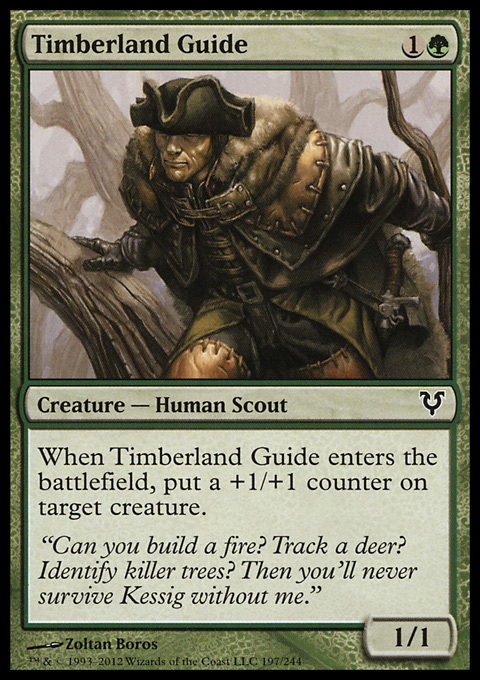 Timberland Guide 1
Creature — Human Scout
When Timberland Guide enters the
battlefield, put a +1/+1 counter on
target creature.
“Can you build a fire? Track a deer?
Identify killer trees? Then you’ll never
survive Kessig without me.”
Zoltan Boros
1/1
™ & © 1993–2012 Wizards of the Coast LLC 197/244